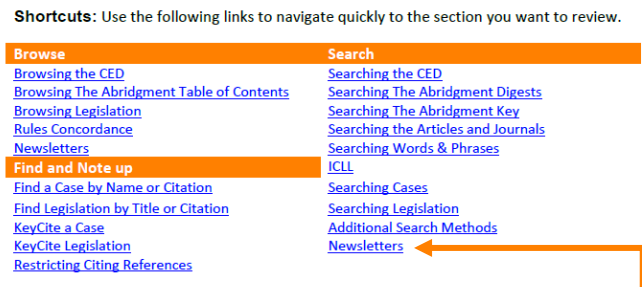 Shortcuts: Use the following links to navigate quickly to the section you want to review.
Browse
Browsing the CED
Browsing The Abridgment Table of Contents
Browsing Legislation
Rules Concordance
Newsletters
Find and Note up
Find a Case by Name or Citation
Find Legislation by Title or Citation
KeyCite a Case
KeyCite Legislation
Restricting Citing References
Search
Searching the CED
Searching The Abridgment Digests
Searching The Abridgment Key
Searching the Articles and Journals
Searching Words & Phrases
ICLL
Searching Cases
Searching Legislation
Additional Search Methods
Newsletters